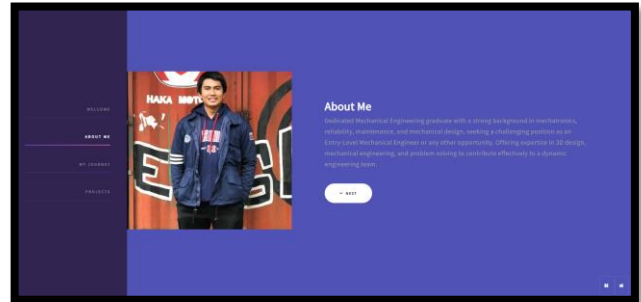 WELCOME
ABOUT ME
MY JOURNEY
PROJECTS
HAKA MOT
About Me
Dedicated Mechanical Engineering graduate with a strong background in mechatronics,
reliability, maintenance, and mechanical design, seeking a challenging position as an
Entry-Level Mechanical Engineer or any other opportunity. Offering expertise in 3D design,
mechanical engineering, and problem-solving to contribute effectively to a dynamic
engineering team.
NEXT